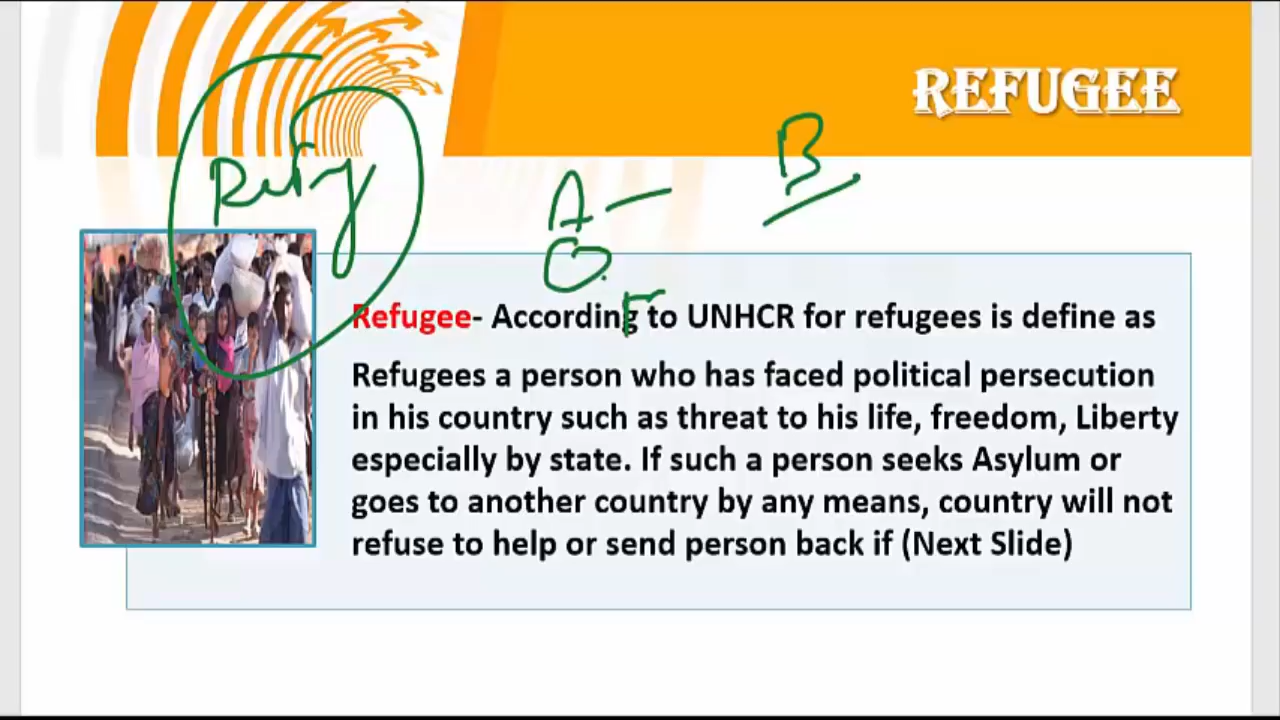 REFUGEE
B
A
Refugee- According to UNHCR for refugees is define as
Refugees a person who has faced political persecution
in his country such as threat to his life, freedom, Liberty
especially by state. If such a person seeks Asylum or
goes to another country by any means, country will not
refuse to help or send person back if (Next Slide)